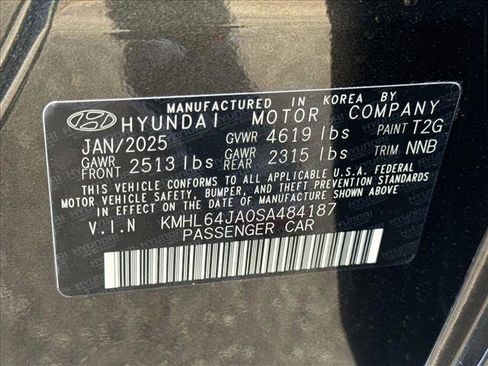 MANUFACTURED IN KOREA BY
HYUNDAI MOTOR COMPANY
JAN/2025 GVWR 4619 lbs PAINT T2G
GAWR FRONT 2513 lbs GAWR REAR 2315 lbs TRIM NNB
THIS VEHICLE CONFORMS TO ALL APPLICABLE U.S.A. FEDERAL
MOTOR VEHICLE SAFETY, BUMPER, AND THEFT PREVENTION STANDARDS
IN EFFECT ON THE DATE OF MANUFACTURE SHOWN ABOVE.
V.I.N KMHL64JA0SA484187
PASSENGER CAR